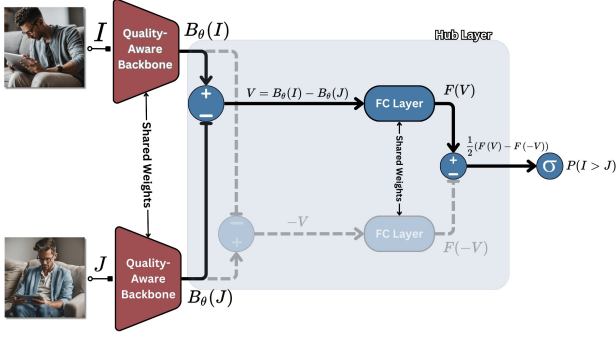 I
Quality-
Aware
Backbone
B_θ(I)
Hub Layer
+
−
V = B_θ(I) − B_θ(J)
FC Layer
F(V)
Shared Weights
Shared Weights
+
−
1/2(F(V) − F(−V))
σ
P(I > J)
−
+
−V
FC Layer
F(−V)
J
Quality-
Aware
Backbone
B_θ(J)